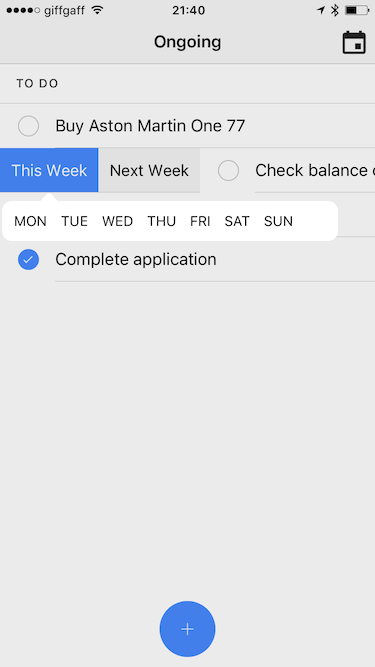 giffgaff 21:40
Ongoing
TO DO
Buy Aston Martin One 77
This Week Next Week Check balance
MON TUE WED THU FRI SAT SUN
Complete application